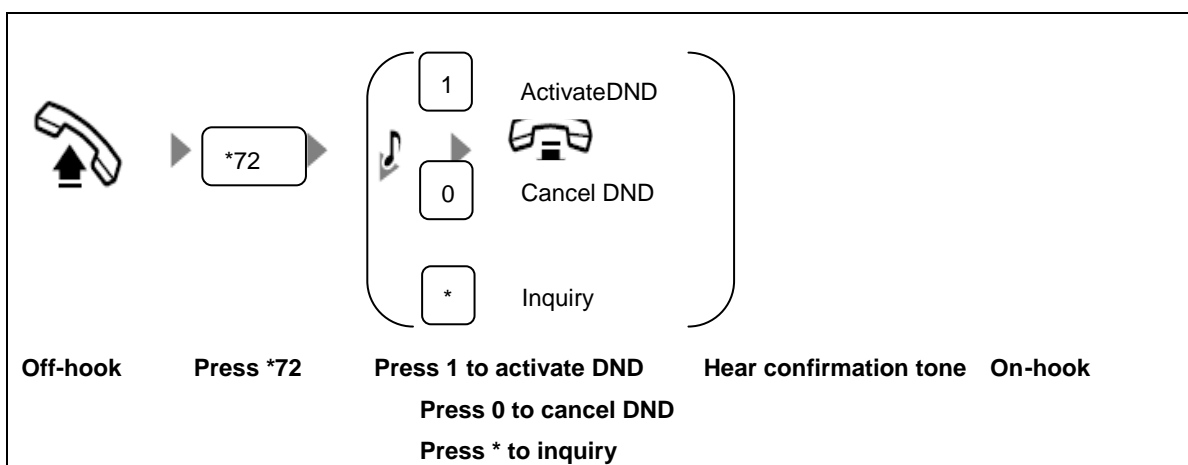 1
ActivateDND
*72
0
Cancel DND
*
Inquiry
Off-hook Press *72 Press 1 to activate DND Hear confirmation tone On-hook
Press 0 to cancel DND
Press * to inquiry